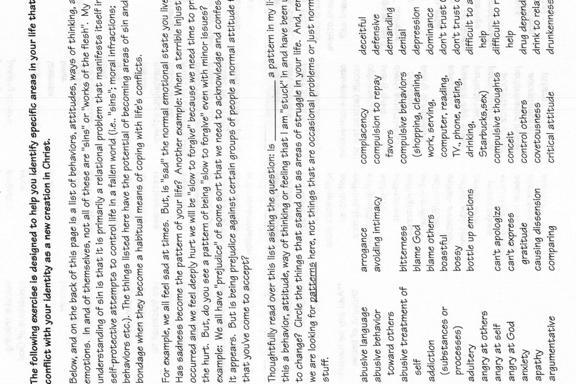 The following exercise is designed to help you identify specific areas in your life that
conflict with your identity as a new creation in Christ.
Below, and on the back of this page is a list of behaviors, attitudes, ways of thinking, a
emotions. In and of themselves, not all of these are "sins" or "works of the flesh". My
understanding of sin is that it is primarily a relational problem that manifests itself in
self-protective attempts to control life in a fallen world (i.e. "sins"; moral infractions;
behaviors etc.). The things listed here have the potential of becoming areas of sin and
bondage when they become a habitual means of coping with life's conflicts.
For example, we all feel sad at times. But, is "sad" the normal emotional state you live
Has sadness become the pattern of your life? Another example: When a terrible injust
occurred and we feel deeply hurt we will be "slow to forgive" because we need time to pr
the hurt. But, do you see a pattern of being "slow to forgive" even with minor issues?
example: We all have "prejudice" of some sort that we need to acknowledge and confes
it appears. But is being prejudice against certain groups of people a normal attitude t
that you've come to accept?
Thoughtfully read over this list asking the question: Is ________ a pattern in my li
this a behavior, attitude, way of thinking or feeling that I am "stuck" in and have been u
to change? Circle the things that stand out as areas of struggle in your life. And, re
we are looking for patterns here, not things that are occasional problems or just norm
stuff.
abusive language
abusive behavior
toward others
abusive treatment of
self
addiction
(substances or
processes)
adultery
angry at others
angry at self
angry at God
anxiety
apathy
argumentative
arrogance
avoiding intimacy
bitterness
blame God
blame others
boastful
bossy
bottle up emotions
can't apologize
can't express
gratitude
causing dissension
comparing
complacency
compulsion to repay
favors
compulsive behaviors
(shopping, cleaning,
work, serving,
computer, reading,
TV, phone, eating,
drinking,
Starbucks,sex)
compulsive thoughts
conceit
control others
covetousness
critical attitude
deceitful
defensive
demanding
denial
depression
dominance
don't trust
don't trust
difficult to a
help
difficult to r
help
drug depend
drink to rela
drunkenness